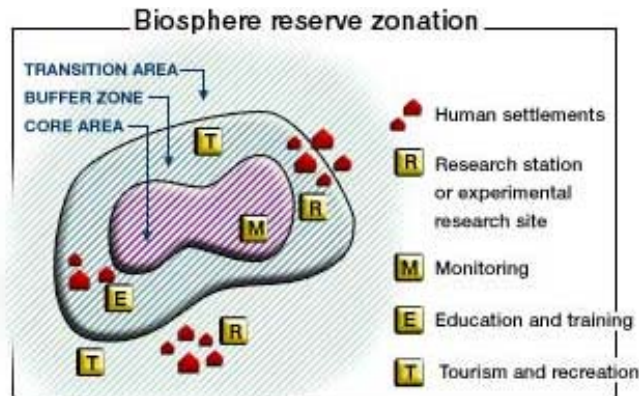 Biosphere reserve zonation
TRANSITION AREA
BUFFER ZONE
CORE AREA
T
R
M
E
R
T
Human settlements
R
Research station
or experimental
research site
M
Monitoring
E
Education and training
T
Tourism and recreation